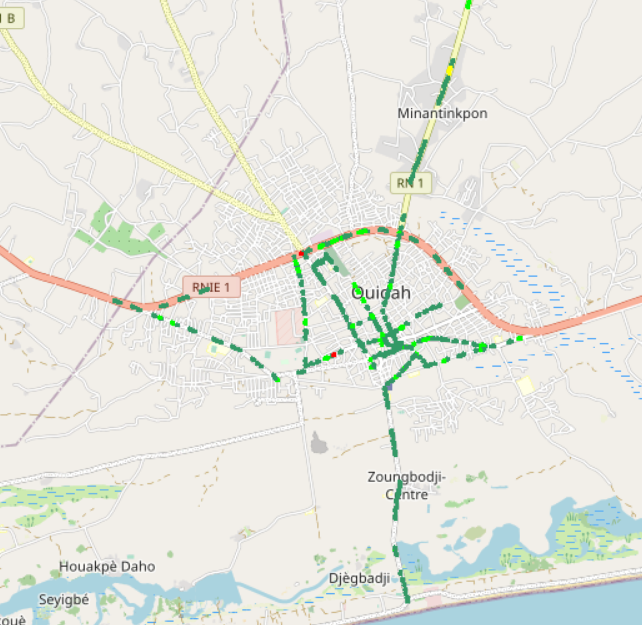 B
Minantinkpon
RN 1
RNIE 1
Ouidah
Zoungbodji-
Centre
Houakpè Daho
Djègbadji
Seyigbé